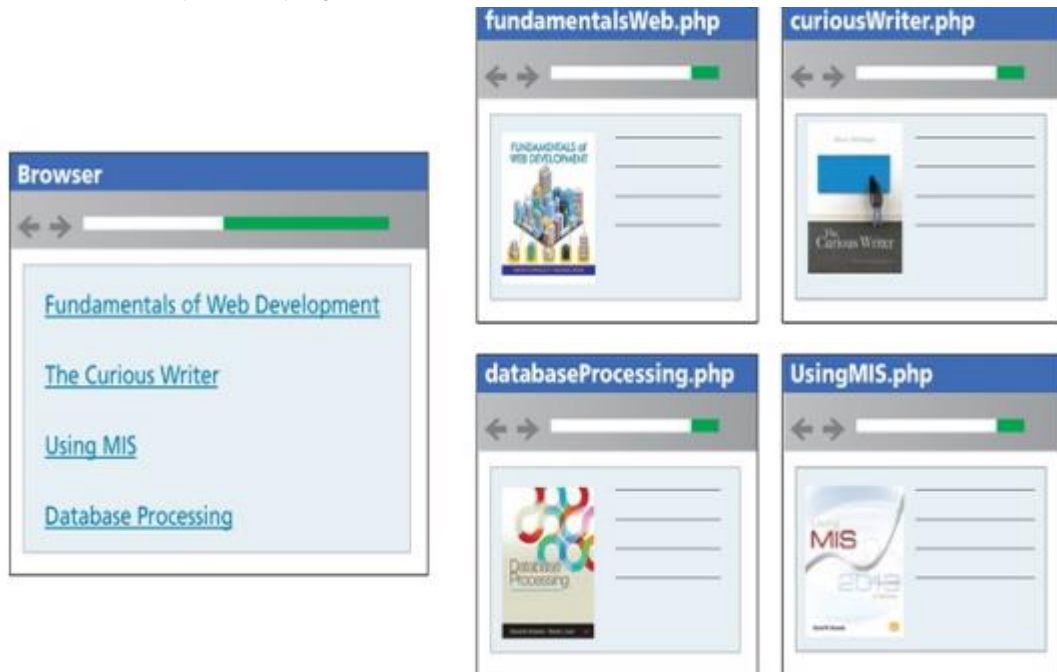 Browser
Fundamentals of Web Development
The Curious Writer
Using MIS
Database Processing
fundamentalsWeb.php
FUNDAMENTALS of
WEB DEVELOPMENT
curiousWriter.php
The
Curious Writer
databaseProcessing.php
Database
Processing
UsingMIS.php
Using
MIS
2013